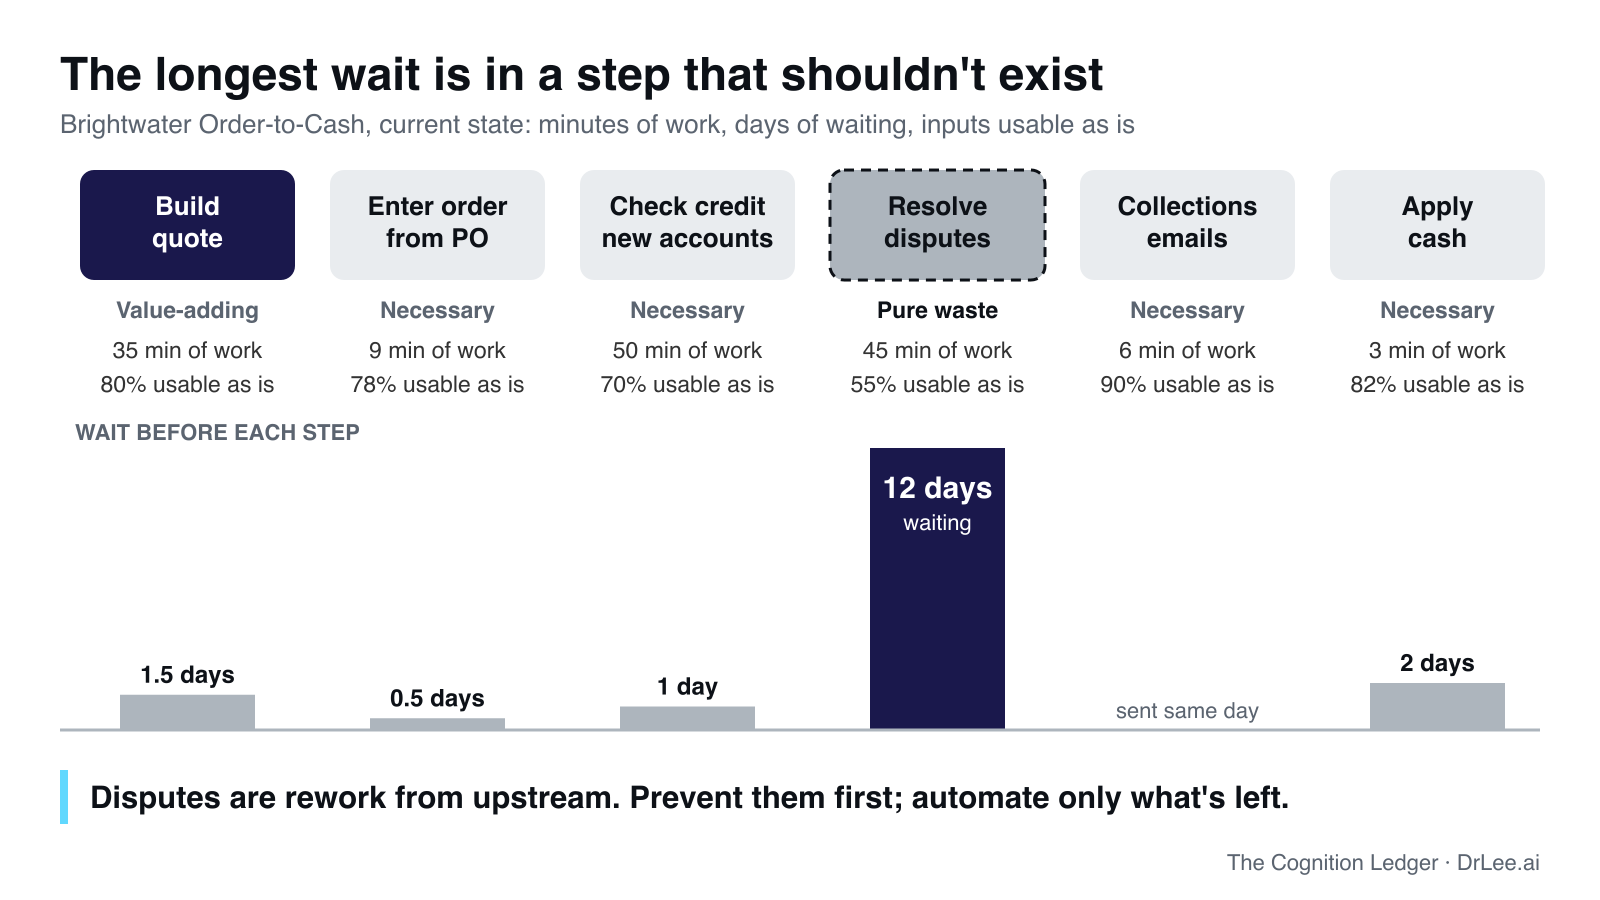 The longest wait is in a step that shouldn't exist
Brightwater Order-to-Cash, current state: minutes of work, days of waiting, inputs usable as is
Build
quote
Value-adding
35 min of work
80% usable as is
Enter order
from PO
Necessary
9 min of work
78% usable as is
Check credit
new accounts
Necessary
50 min of work
70% usable as is
Resolve
disputes
Pure waste
45 min of work
55% usable as is
Collections
emails
Necessary
6 min of work
90% usable as is
Apply
cash
Necessary
3 min of work
82% usable as is
WAIT BEFORE EACH STEP
1.5 days
0.5 days
1 day
12 days
waiting
sent same day
2 days
Disputes are rework from upstream. Prevent them first; automate only what's left.
The Cognition Ledger · DrLee.ai